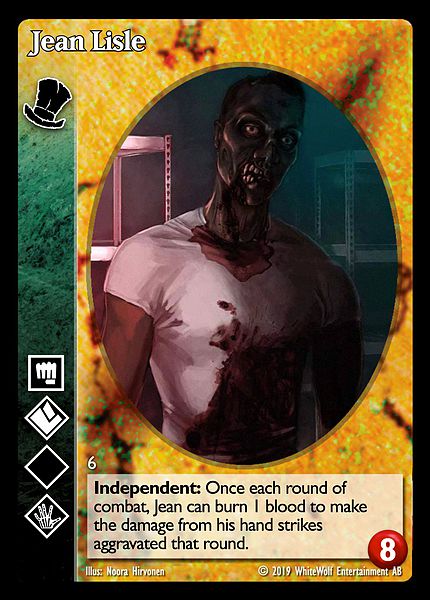 Jean Lisle
6
Independent: Once each round of
combat, Jean can burn 1 blood to make
the damage from his hand strikes
aggravated that round.
8
Illus: Noora Hirvonen © 2019 WhiteWolf Entertainment AB